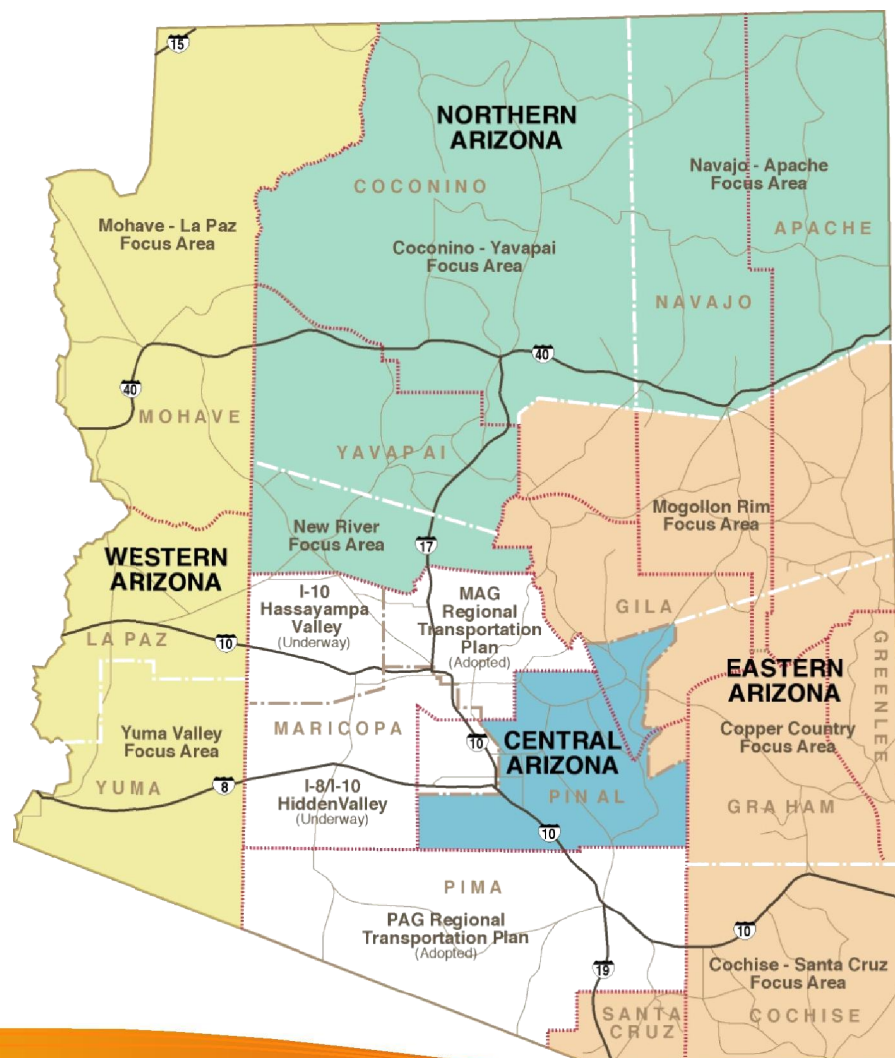 15
NORTHERN
ARIZONA
Navajo - Apache
Focus Area
COCONINO
APACHE
Mohave - La Paz
Focus Area
Coconino - Yavapai
Focus Area
NAVAJO
40
40
MOHAVE
YAVAPAI
Mogollon Rim
Focus Area
New River
Focus Area
17
WESTERN
ARIZONA
I-10
Hassayampa
Valley
(Underway)
MAG
Regional
Transportation
Plan
(Adopted)
GILA
LA PAZ
10
GREENLEE
EASTERN
ARIZONA
Yuma Valley
Focus Area
MARICOPA
10
CENTRAL
ARIZONA
Copper Country
Focus Area
YUMA
8
I-8/I-10
HiddenValley
(Underway)
PINAL
GRAHAM
10
PIMA
PAG Regional
Transportation Plan
(Adopted)
10
19
Cochise - Santa Cruz
Focus Area
SANTA
CRUZ
COCHISE